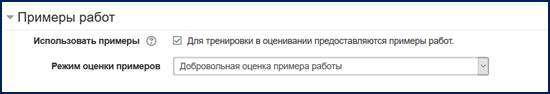 Примеры работ
Использовать примеры Для тренировки в оценивании предоставляются примеры работ.
Режим оценки примеров Добровольная оценка примера работы